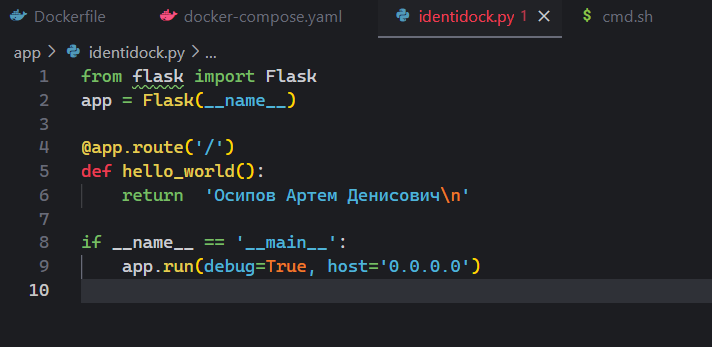 Dockerfile docker-compose.yaml identidock.py 1 × $ cmd.sh
app > identidock.py > ...
1 from flask import Flask
2 app = Flask(__name__)
3
4 @app.route('/')
5 def hello_world():
6     return  'Осипов Артем Денисович\n'
7
8 if __name__ == '__main__':
9     app.run(debug=True, host='0.0.0.0')
10